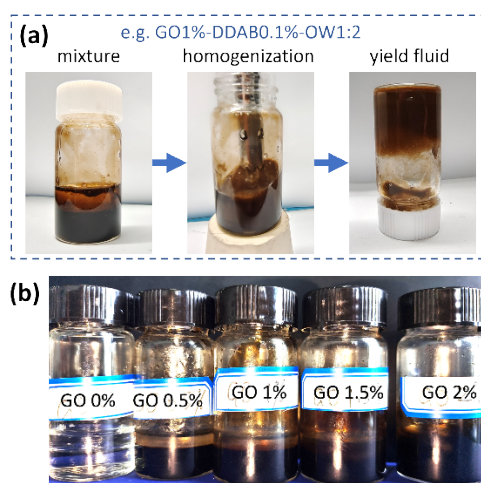 (a)
e.g. GO1%-DDAB0.1%-OW1:2
mixture
homogenization
yield fluid
(b)
GO 0%
GO 0.5%
GO 1%
GO 1.5%
GO 2%